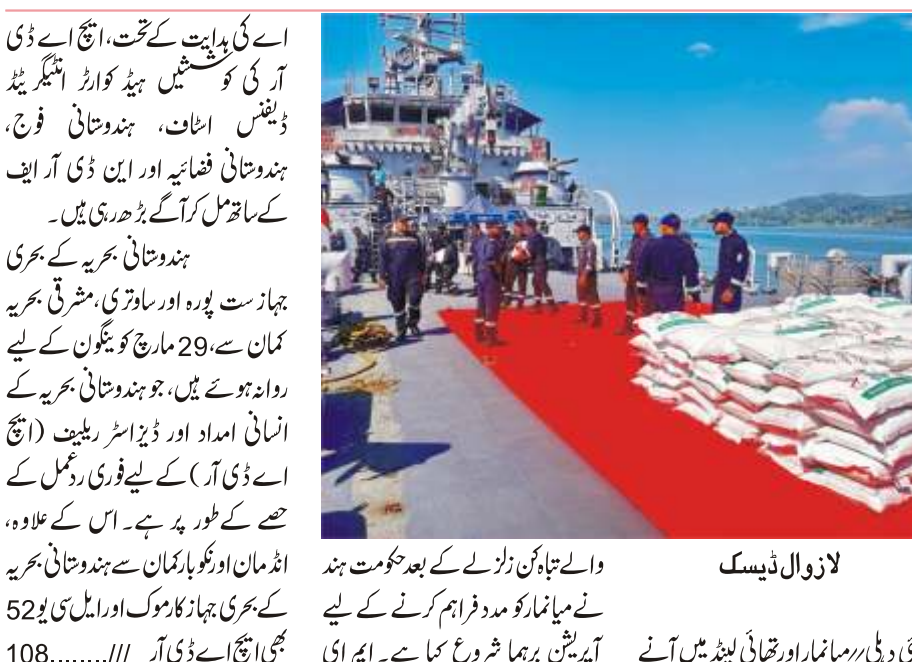 لازوال ڈیسک
دہلی//میانمار اور تھائی لینڈ میں آنے
والے تباہ کن زلزلے کے بعد حکومت ہند
نے میانمار کو مدد فراہم کرنے کے لیے
آپریشن برہما شروع کیا ہے۔ ایم ای
اے کی ہدایت کے تحت، ایچ اے ڈی
آر کی کوششیں ہیڈ کوارٹر انٹیگریٹڈ
ڈیفنس اسٹاف، ہندوستانی فوج،
ہندوستانی فضائیہ اور این ڈی آر ایف
کے ساتھ مل کر آگے بڑھ رہی ہیں۔
ہندوستانی بحریہ کے بحری
جہاز ست پورہ اور ساوتری، مشرقی بحریہ
کمان سے، 29 مارچ کو ینگون کے لیے
روانہ ہوئے ہیں، جو ہندوستانی بحریہ کے
انسانی امداد اور ڈیزاسٹر ریلیف (ایچ
اے ڈی آر) کے لیے فوری ردعمل کے
حصے کے طور پر ہے۔ اس کے علاوہ،
انڈمان اور نکوبار کمان سے ہندوستانی بحریہ
کے بحری جہاز کارموک اور ایل سی یو 52
بھی ایچ اے ڈی آر ///........108